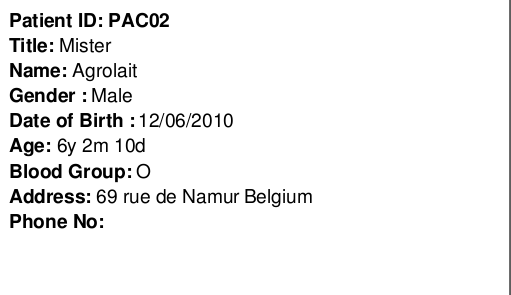 Patient ID: PAC02
Title: Mister
Name: Agrolait
Gender : Male
Date of Birth : 12/06/2010
Age: 6y 2m 10d
Blood Group: O
Address: 69 rue de Namur Belgium
Phone No: